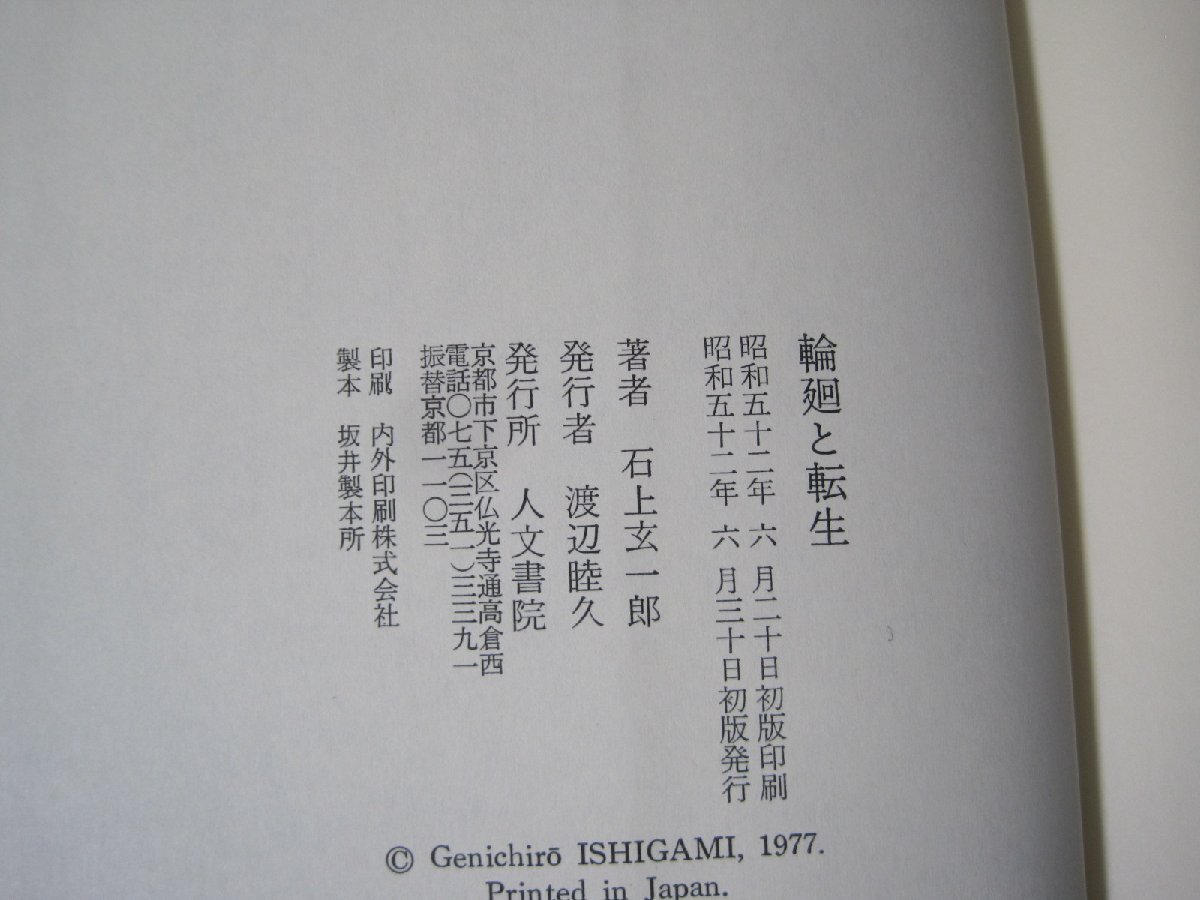 輪廻と転生
昭和五十二年 六 月二十日初版印刷
昭和五十二年 六 月三十日初版発行
著者 石上玄一郎
発行者 渡辺睦久
発行所 人文書院
京都市下京区仏光寺通高倉西
電話〇七五(三五一)三三九一
振替京都一一〇三
印刷 内外印刷株式会社
製本 坂井製本所
© Genichirō ISHIGAMI, 1977.
Printed in Japan.